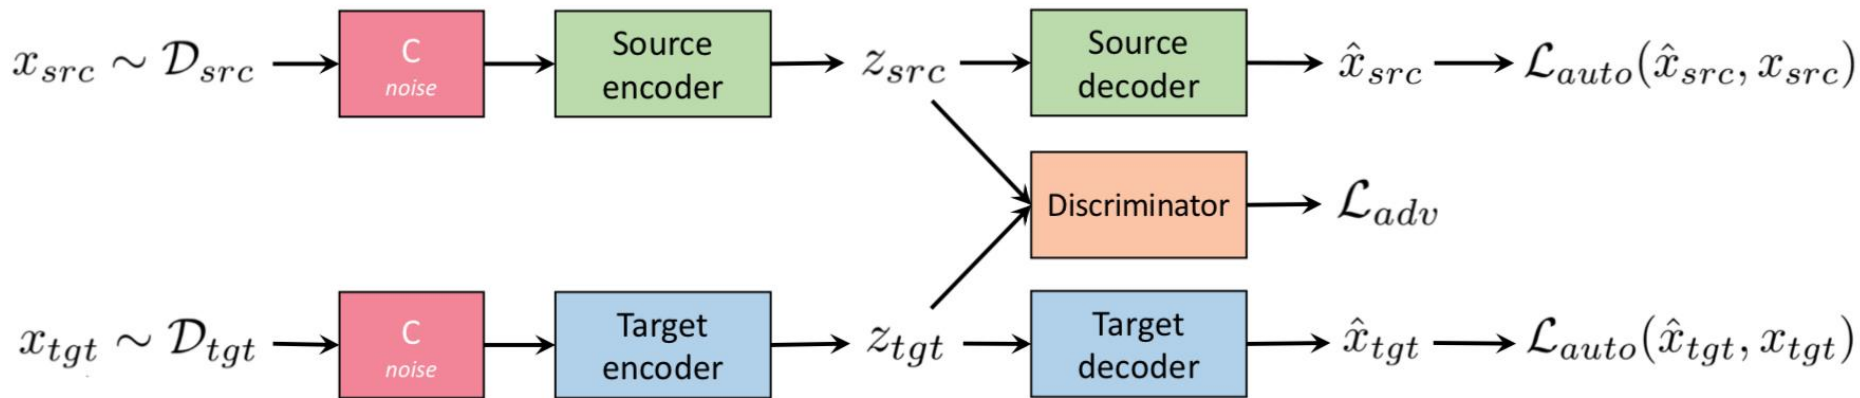 x_src ∼ 𝒟_src
C
noise
Source
encoder
z_src
Source
decoder
x̂_src
ℒ_auto(x̂_src, x_src)
Discriminator
ℒ_adv
x_tgt ∼ 𝒟_tgt
C
noise
Target
encoder
z_tgt
Target
decoder
x̂_tgt
ℒ_auto(x̂_tgt, x_tgt)